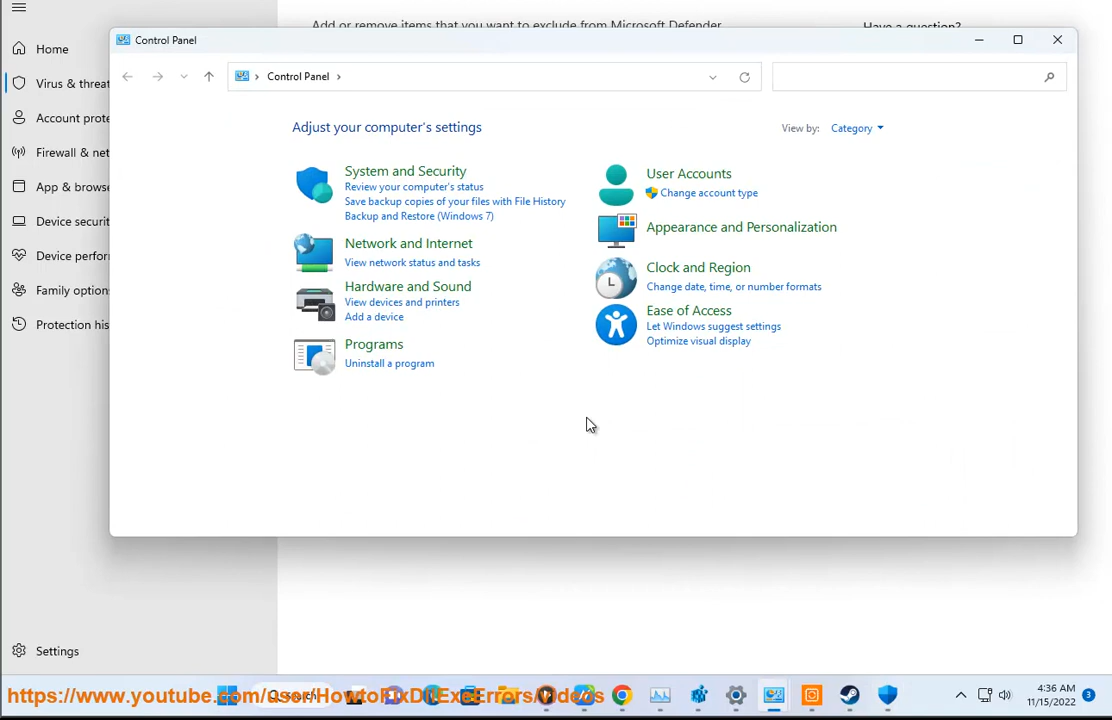 Add or remove items that you want to exclude from Microsoft Defender
Have a question?
Control Panel
Control Panel
Home
Virus & threat
Account prote
Firewall & net
App & browse
Device securit
Device perfor
Family option
Protection his
Settings
Adjust your computer's settings
View by: Category
System and Security
Review your computer's status
Save backup copies of your files with File History
Backup and Restore (Windows 7)
Network and Internet
View network status and tasks
Hardware and Sound
View devices and printers
Add a device
Programs
Uninstall a program
User Accounts
Change account type
Appearance and Personalization
Clock and Region
Change date, time, or number formats
Ease of Access
Let Windows suggest settings
Optimize visual display
https://www.youtube.com/user/HowtoFixDllExeErrors/videos
Search
4:36 AM
11/15/2022
3